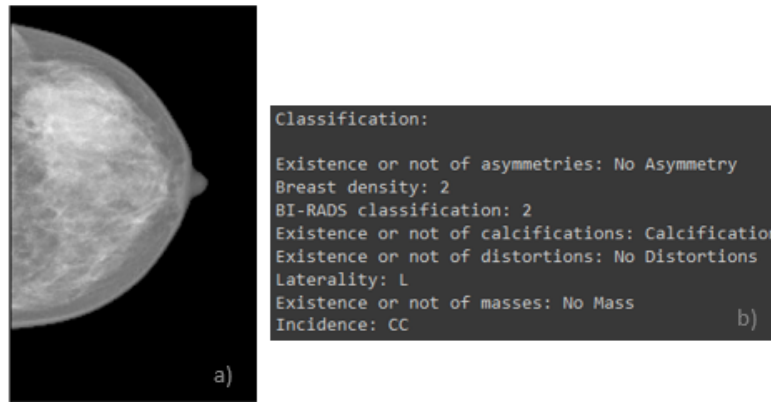 a)
Classification:
Existence or not of asymmetries: No Asymmetry
Breast density: 2
BI-RADS classification: 2
Existence or not of calcifications: Calcification
Existence or not of distortions: No Distortions
Laterality: L
Existence or not of masses: No Mass
Incidence: CC
b)